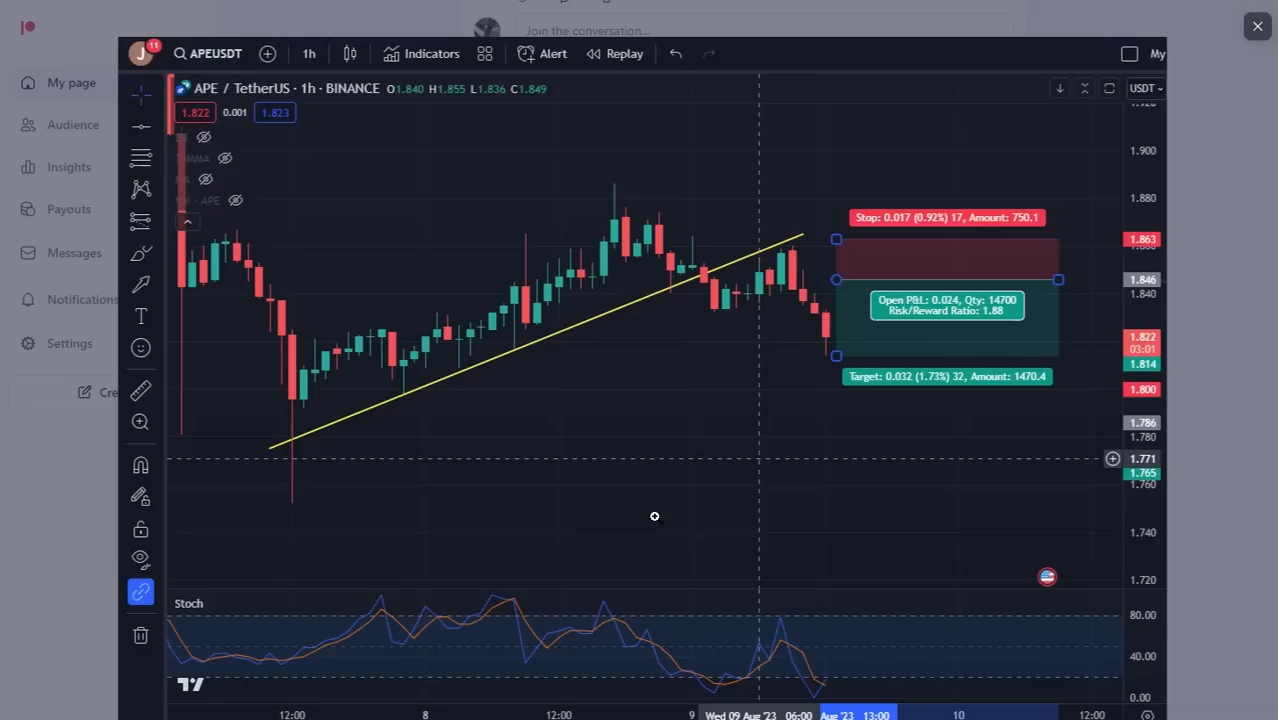 Join the conversation...
My page
Audience
Insights
Payouts
Messages
Notifications
Settings
Cre
J
11
APEUSDT
1h
Indicators
Alert
Replay
My
APE / TetherUS · 1h · BINANCE O1.840 H1.855 L1.836 C1.849
USDT
1.822
0.001
1.823
Vol · APE
1.900
1.880
1.863
1.846
1.840
1.822
03:01
1.814
1.800
1.786
1.780
1.771
1.765
1.760
1.740
1.720
Stop: 0.017 (0.92%) 17, Amount: 750.1
Open P&L: 0.024, Qty: 14700
Risk/Reward Ratio: 1.88
Target: 0.032 (1.73%) 32, Amount: 1470.4
Stoch
80.00
40.00
0.00
12:00
8
12:00
9
Wed 09 Aug '23 06:00
Aug '23 13:00
10
12:00